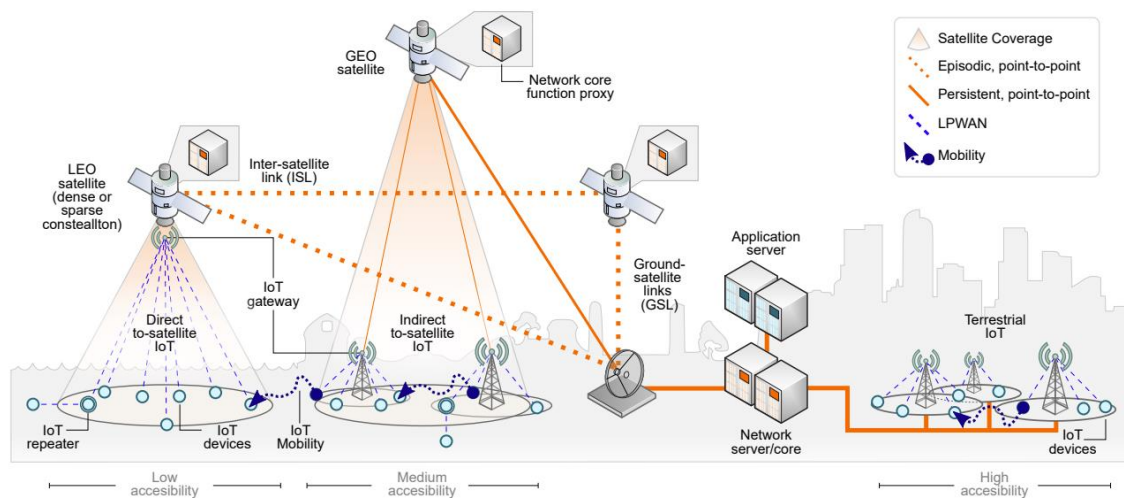 GEO
satellite
Network core
function proxy
Satellite Coverage
Episodic, point-to-point
Persistent, point-to-point
LPWAN
Mobility
LEO
satellite
(dense or
sparse
consteallton)
Inter-satellite
link (ISL)
IoT
gateway
Direct
to-satellite
IoT
Indirect
to-satellite
IoT
Ground-
satellite
links
(GSL)
Application
server
Terrestrial
IoT
IoT
repeater
IoT
devices
IoT
Mobility
Network
server/core
IoT
devices
Low
accesibility
Medium
accesibility
High
accesibility